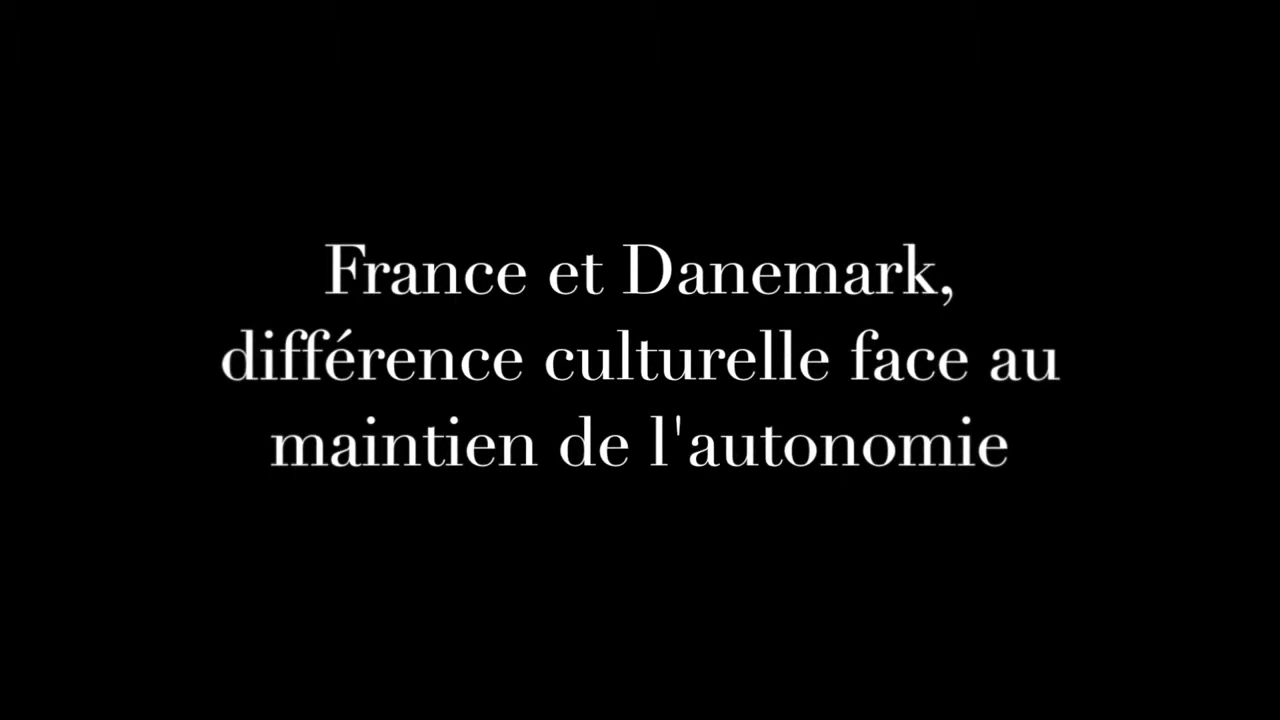 France et Danemark,
différence culturelle face au
maintien de l'autonomie